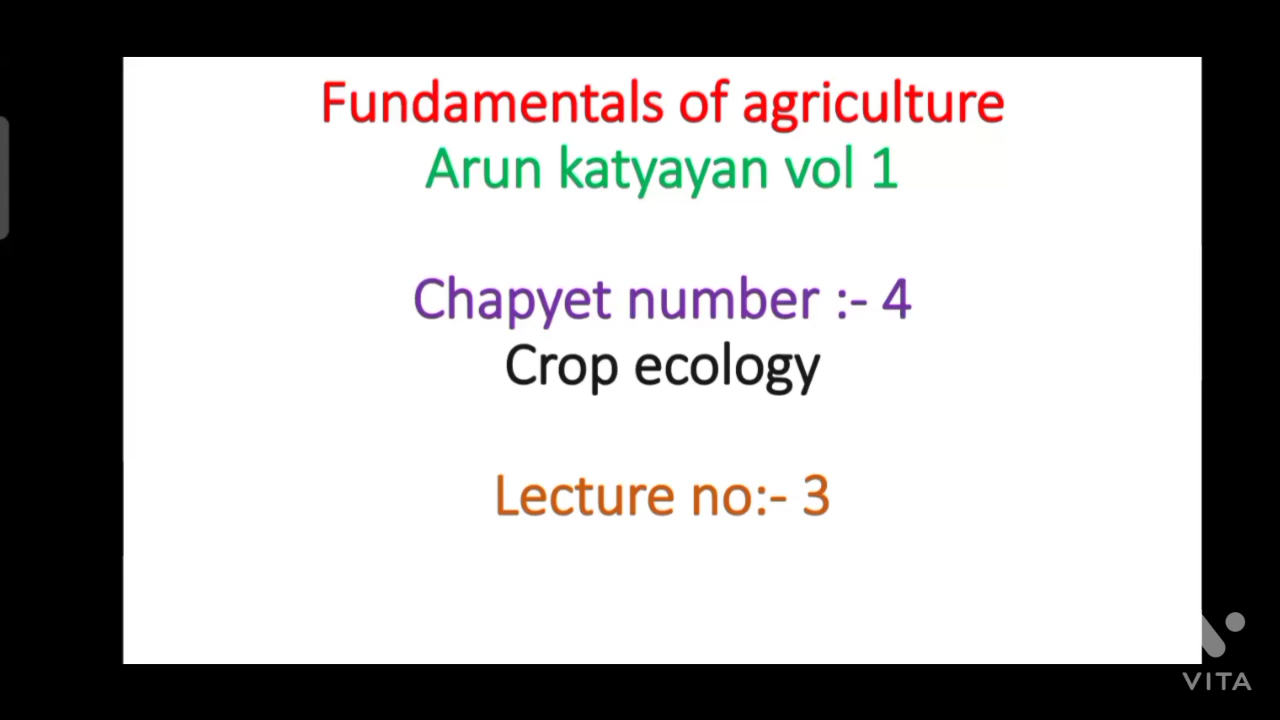 Fundamentals of agriculture
Arun katyayan vol 1
Chapyet number :- 4
Crop ecology
Lecture no:- 3
VITA